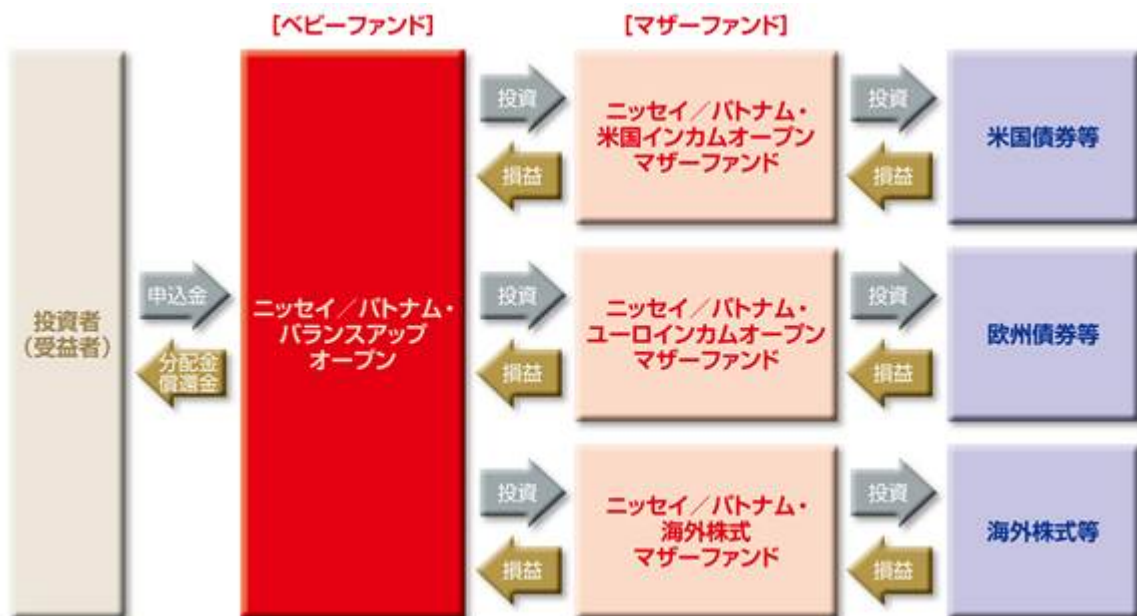 [ベビーファンド]
[マザーファンド]
投資者
(受益者)
申込金
分配金
償還金
ニッセイ／パトナム・
バランスアップ
オープン
投資
損益
ニッセイ／パトナム・
米国インカムオープン
マザーファンド
投資
損益
米国債券等
投資
損益
ニッセイ／パトナム・
ユーロインカムオープン
マザーファンド
投資
損益
欧州債券等
投資
損益
ニッセイ／パトナム・
海外株式
マザーファンド
投資
損益
海外株式等